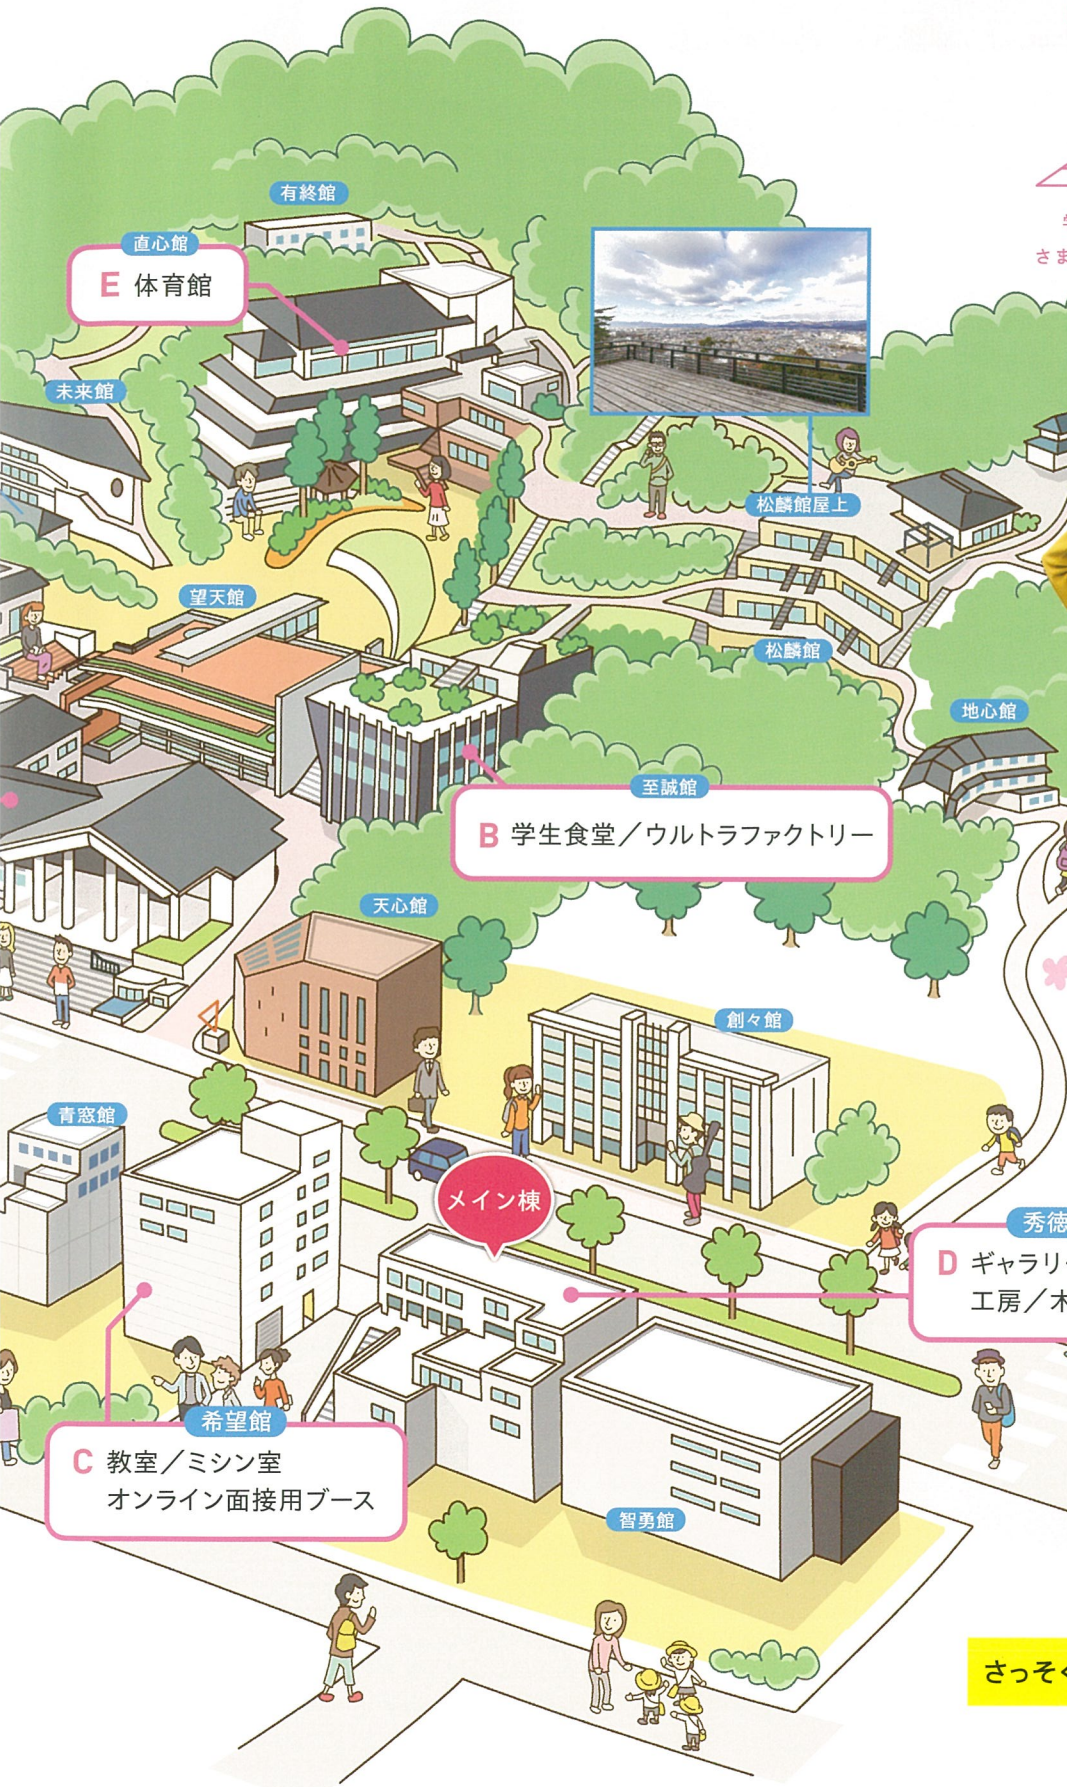 有終館
直心館
E 体育館
さま
未来館
松麟館屋上
望天館
松麟館
地心館
至誠館
B 学生食堂／ウルトラファクトリー
天心館
創々館
青窓館
メイン棟
秀徳
D ギャラリ
工房／木
希望館
C 教室／ミシン室
オンライン面接用ブース
智勇館
さっそく